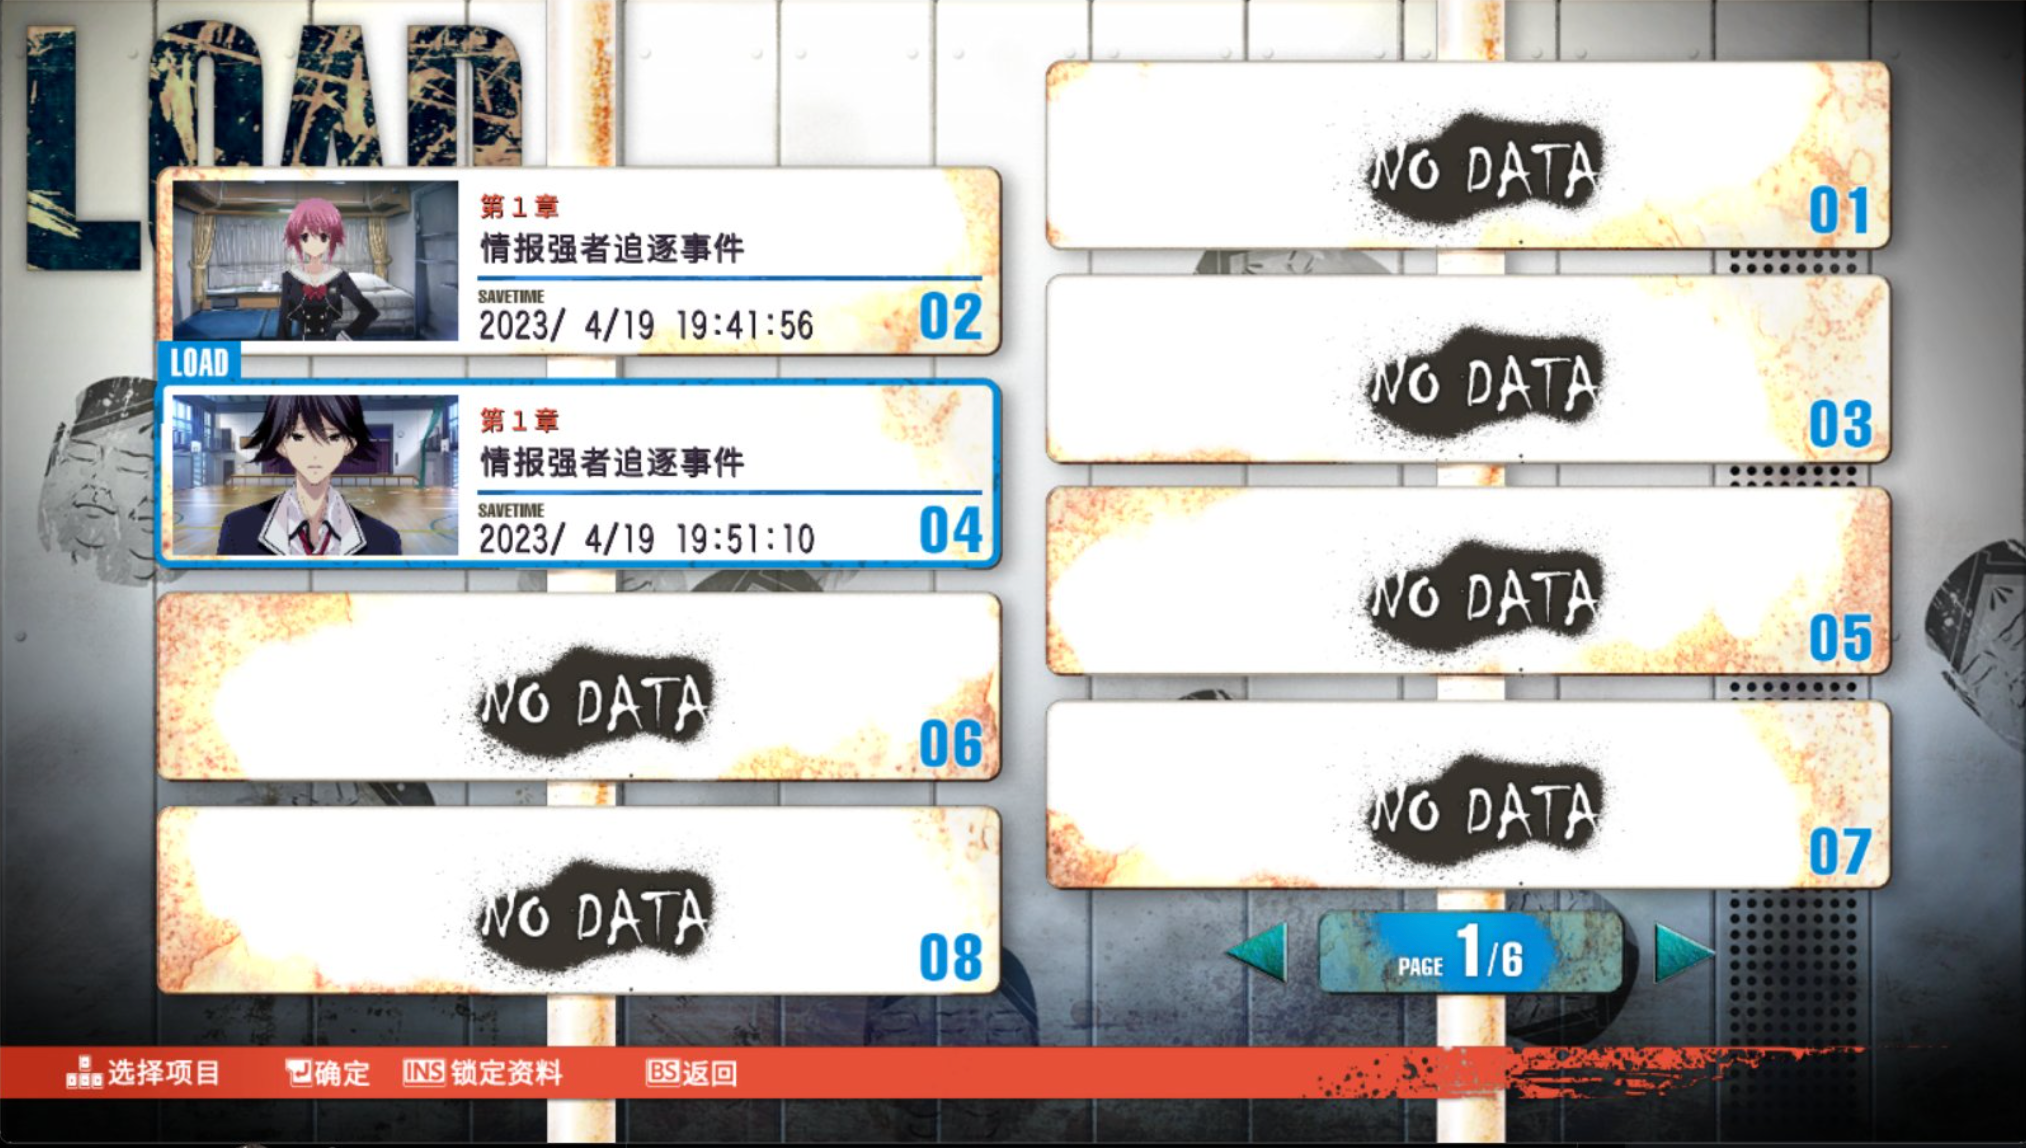 LOAD
第1章
情报强者追逐事件
SAVETIME
2023/ 4/19 19:41:56
02
LOAD
第1章
情报强者追逐事件
SAVETIME
2023/ 4/19 19:51:10
04
NO DATA
06
NO DATA
08
NO DATA
01
NO DATA
03
NO DATA
05
NO DATA
07
PAGE 1/6
选择项目 确定 INS 锁定资料 BS 返回